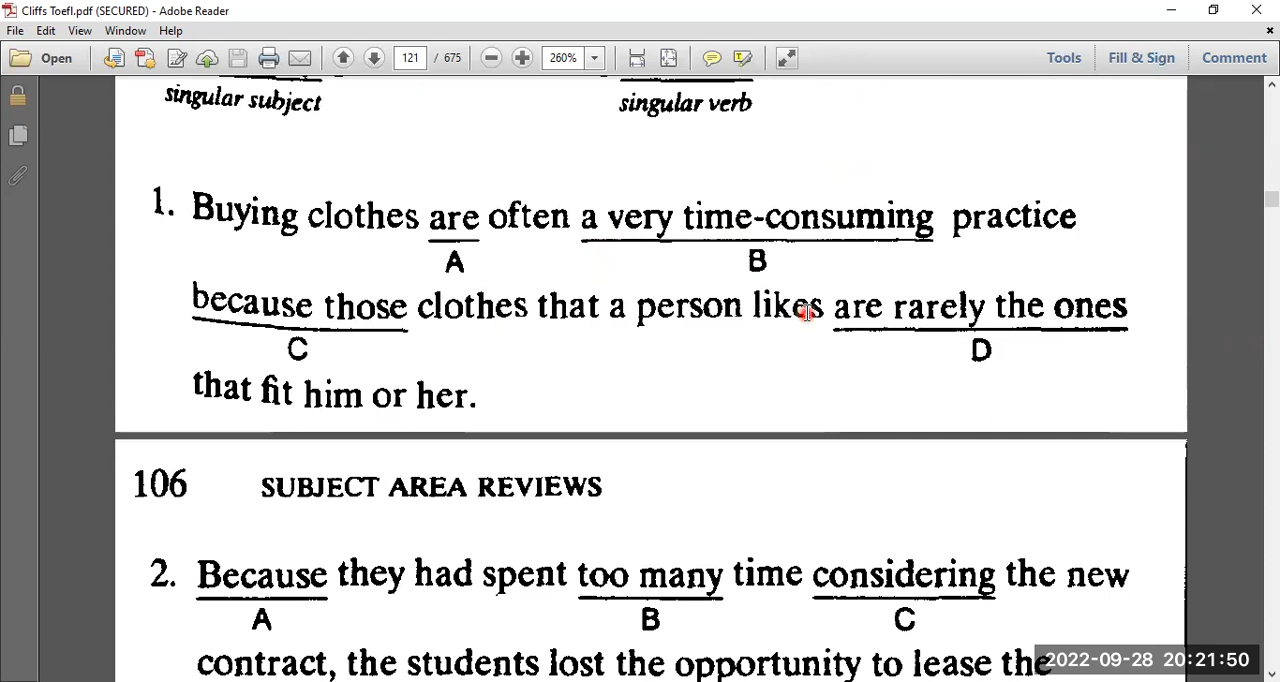 Cliffs Toefl.pdf (SECURED) - Adobe Reader
File Edit View Window Help
Open 121 / 675 260% Tools Fill & Sign Comment
singular subject singular verb
1. Buying clothes are often a very time-consuming practice
A B
because those clothes that a person likes are rarely the ones
C D
that fit him or her.
106 SUBJECT AREA REVIEWS
2. Because they had spent too many time considering the new
A B C
contract, the students lost the opportunity to lease the
2022-09-28 20:21:50